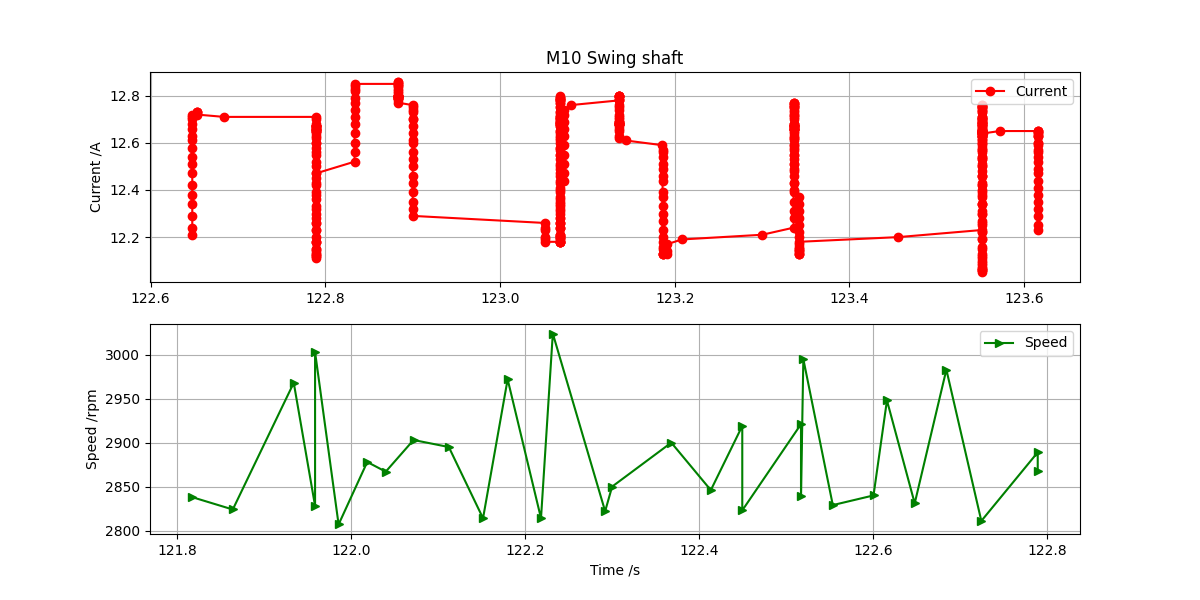 M10 Swing shaft
Current /A
12.8
12.6
12.4
12.2
Current
122.6 122.8 123.0 123.2 123.4 123.6
Speed /rpm
3000
2950
2900
2850
2800
Speed
121.8 122.0 122.2 122.4 122.6 122.8
Time /s